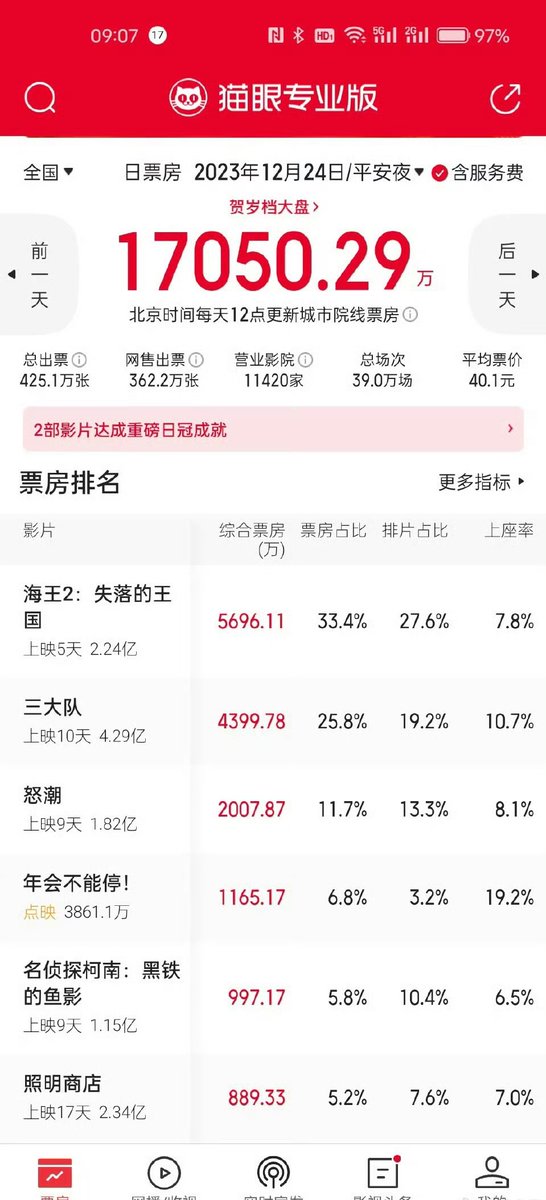 09:07 17 HD1 5G 2G 97%
猫眼专业版
全国 日票房 2023年12月24日/平安夜 含服务费
贺岁档大盘
前一天
17050.29万
后一天
北京时间每天12点更新城市院线票房
总出票 网售出票 营业影院 总场次 平均票价
425.1万张 362.2万张 11420家 39.0万场 40.1元
2部影片达成重磅日冠成就
票房排名 更多指标
影片 综合票房 票房占比 排片占比 上座率
(万)
海王2：失落的王
国
5696.11 33.4% 27.6% 7.8%
上映5天 2.24亿
三大队
4399.78 25.8% 19.2% 10.7%
上映10天 4.29亿
怒潮
2007.87 11.7% 13.3% 8.1%
上映9天 1.82亿
年会不能停！
1165.17 6.8% 3.2% 19.2%
点映 3861.1万
名侦探柯南：黑铁
的鱼影
997.17 5.8% 10.4% 6.5%
上映9天 1.15亿
照明商店
889.33 5.2% 7.6% 7.0%
上映17天 2.34亿